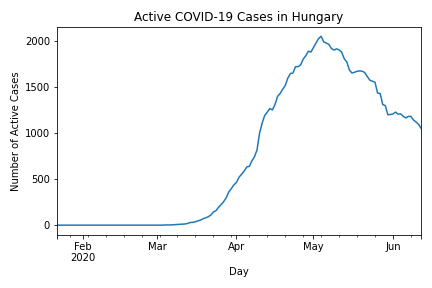 Active COVID-19 Cases in Hungary
Number of Active Cases
2000
1500
1000
500
0
Feb
2020
Mar
Apr
May
Jun
Day